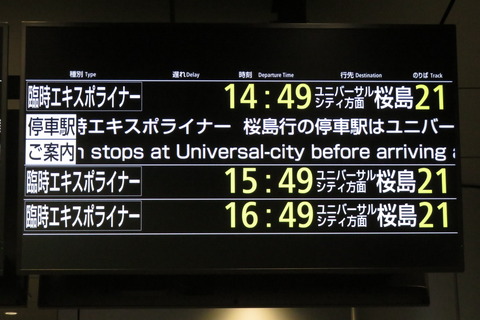 種別 Type 遅れ Delay 時刻 Departure Time 行先 Destination のりば Track
臨時エキスポライナー 14:49 ユニバーサルシティ方面 桜島 21
停車駅 時エキスポライナー 桜島行の停車駅はユニバー
ご案内 n stops at Universal-city before arriving a
臨時エキスポライナー 15:49 ユニバーサルシティ方面 桜島 21
臨時エキスポライナー 16:49 ユニバーサルシティ方面 桜島 21